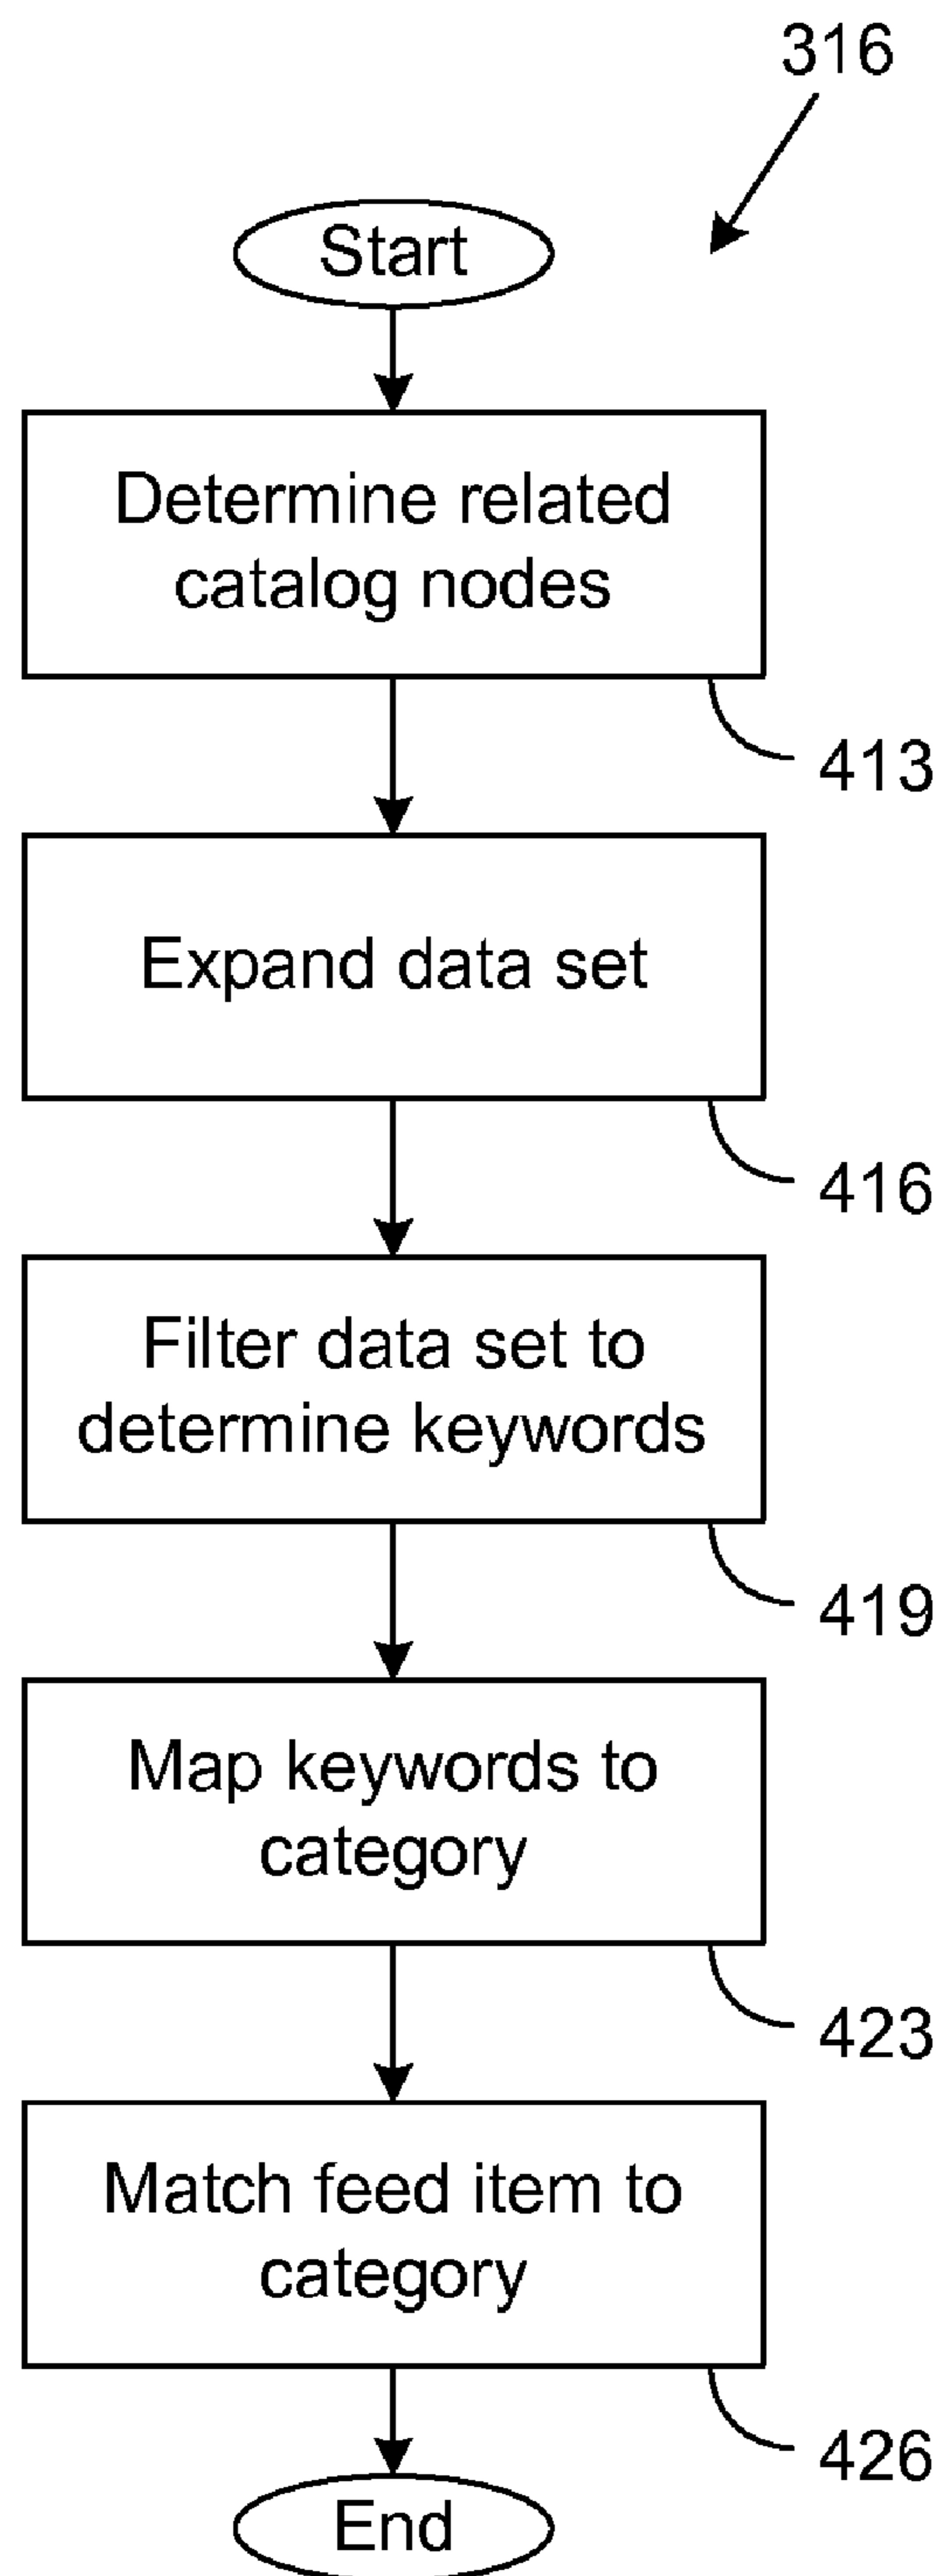 316
Start
Determine related
catalog nodes
413
Expand data set
416
Filter data set to
determine keywords
419
Map keywords to
category
423
Match feed item to
category
426
End